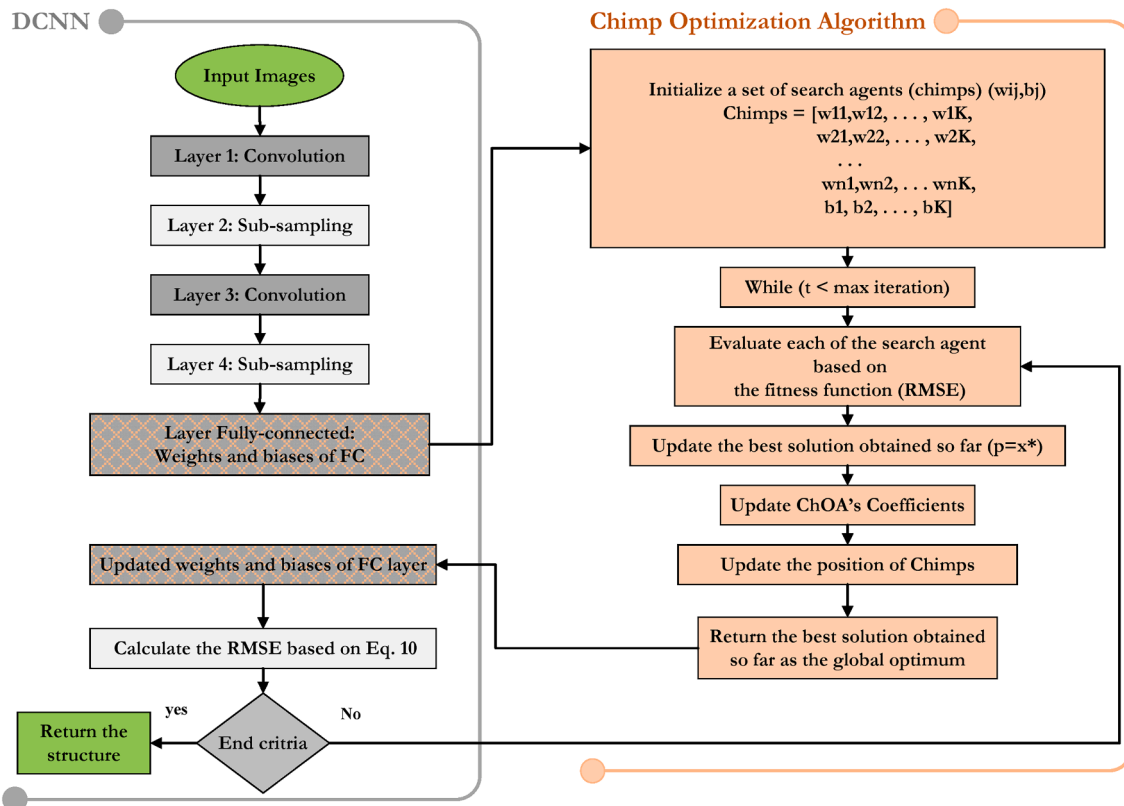 DCNN
Input Images
Layer 1: Convolution
Layer 2: Sub-sampling
Layer 3: Convolution
Layer 4: Sub-sampling
Layer Fully-connected:
Weights and biases of FC
Updated weights and biases of FC layer
Calculate the RMSE based on Eq. 10
End critria
yes
No
Return the
structure
Chimp Optimization Algorithm
Initialize a set of search agents (chimps) (wij,bj)
Chimps = [w11,w12, . . . , w1K,
w21,w22, . . . , w2K,
. . .
wn1,wn2, . . . wnK,
b1, b2, . . . , bK]
While (t < max iteration)
Evaluate each of the search agent
based on
the fitness function (RMSE)
Update the best solution obtained so far (p=x*)
Update ChOA's Coefficients
Update the position of Chimps
Return the best solution obtained
so far as the global optimum